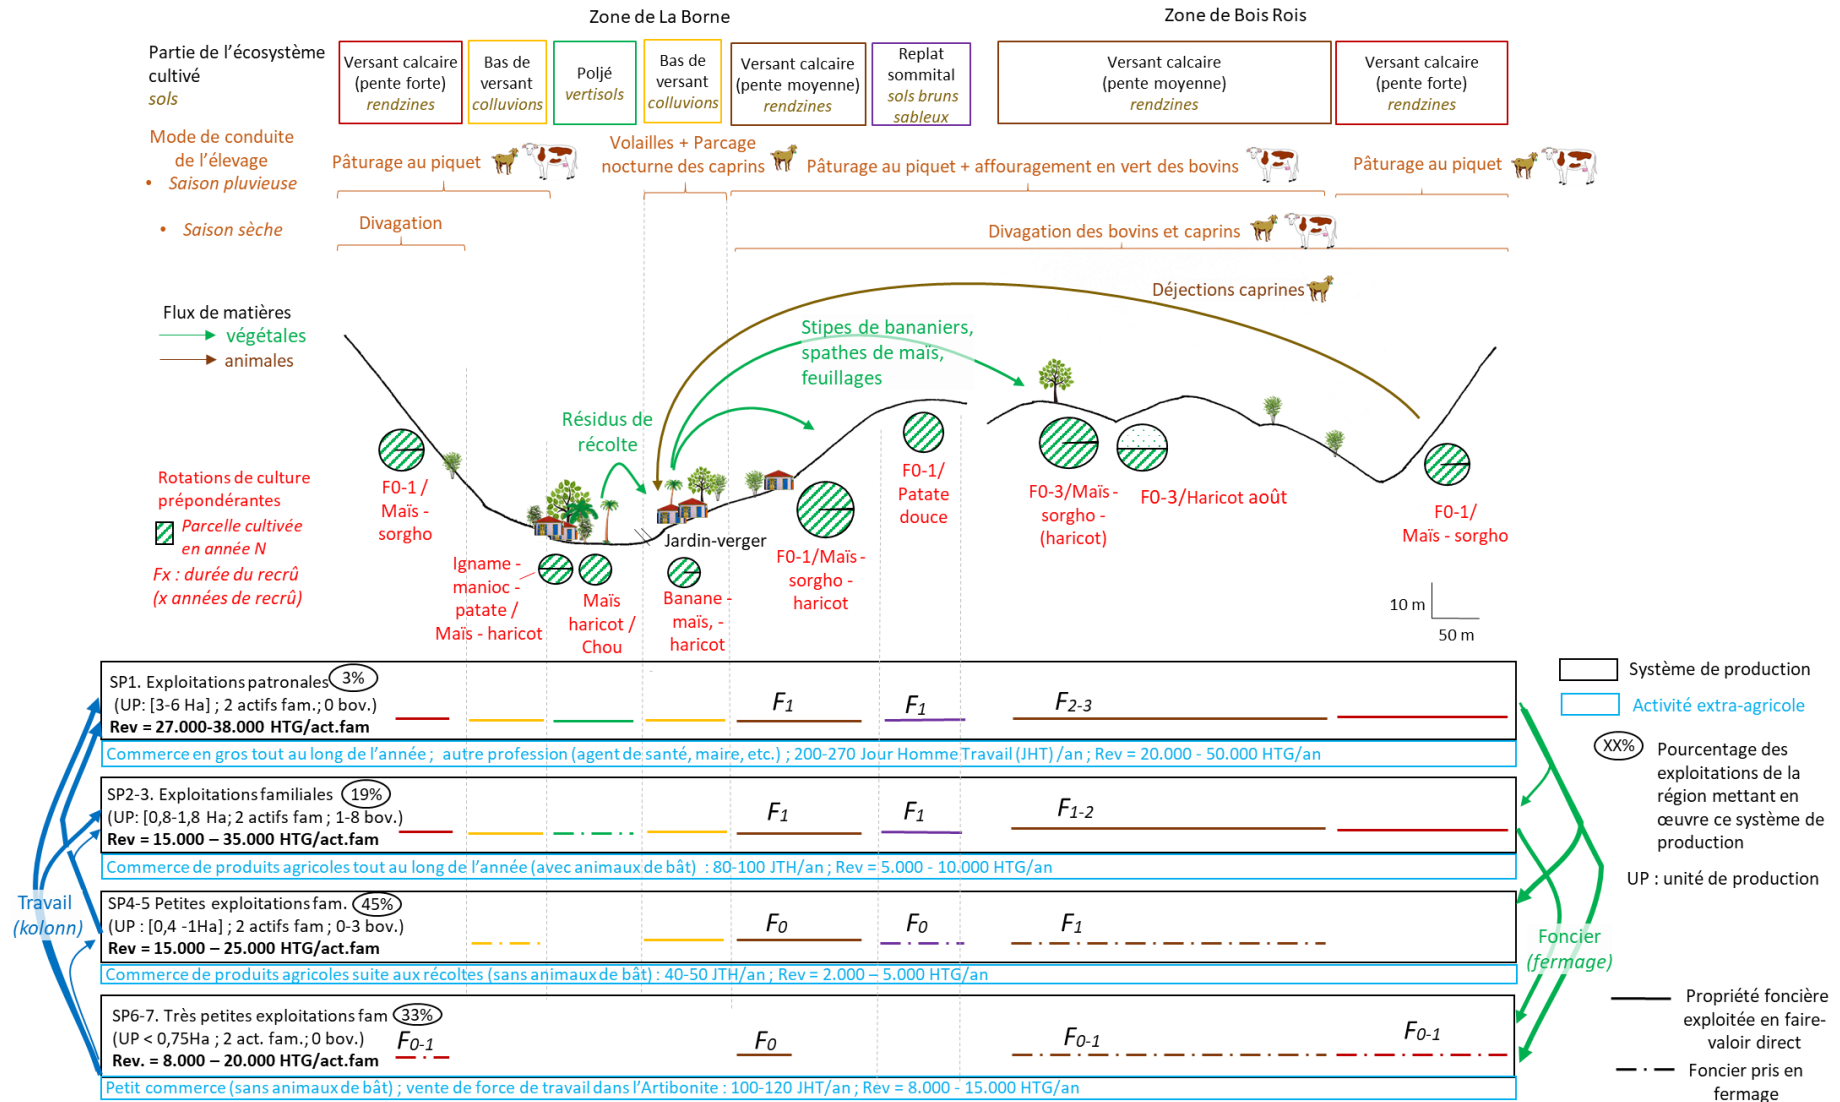 Zone de La Borne
Zone de Bois Rois
Partie de l'écosystème
cultivé
sols
Versant calcaire
(pente forte)
rendzines
Bas de
versant
colluvions
Poljé
vertisols
Bas de
versant
colluvions
Versant calcaire
(pente moyenne)
rendzines
Replat
sommital
sols bruns
sableux
Versant calcaire
(pente moyenne)
rendzines
Versant calcaire
(pente forte)
rendzines
Mode de conduite
de l'élevage
• Saison pluvieuse
• Saison sèche
Pâturage au piquet
Volailles + Parcage
nocturne des caprins
Pâturage au piquet + affouragement en vert des bovins
Pâturage au piquet
Divagation
Divagation des bovins et caprins
Déjections caprines
Flux de matières
végétales
animales
Stipes de bananiers,
spathes de maïs,
feuillages
Résidus de
récolte
Rotations de culture
prépondérantes
Parcelle cultivée
en année N
Fx : durée du recrû
(x années de recrû)
F0-1 /
Maïs -
sorgho
Igname -
manioc -
patate /
Maïs - haricot
Maïs
haricot /
Chou
Jardin-verger
Banane -
maïs, -
haricot
F0-1/Maïs -
sorgho -
haricot
F0-1/
Patate
douce
F0-3/Maïs -
sorgho -
(haricot)
F0-3/Haricot août
F0-1/
Maïs - sorgho
10 m
50 m
SP1. Exploitations patronales 3%
(UP: [3-6 Ha] ; 2 actifs fam.; 0 bov.)
Rev = 27.000-38.000 HTG/act.fam
F1
F1
F2-3
Commerce en gros tout au long de l'année ; autre profession (agent de santé, maire, etc.) ; 200-270 Jour Homme Travail (JHT) /an ; Rev = 20.000 - 50.000 HTG/an
SP2-3. Exploitations familiales 19%
(UP: [0,8-1,8 Ha; 2 actifs fam ; 1-8 bov.)
Rev = 15.000 – 35.000 HTG/act.fam
F1
F1
F1-2
Commerce de produits agricoles tout au long de l'année (avec animaux de bât) : 80-100 JTH/an ; Rev = 5.000 - 10.000 HTG/an
SP4-5 Petites exploitations fam. 45%
(UP : [0,4 -1Ha] ; 2 actifs fam ; 0-3 bov.)
Rev = 15.000 – 25.000 HTG/act.fam
F0
F0
F1
Commerce de produits agricoles suite aux récoltes (sans animaux de bât) : 40-50 JTH/an ; Rev = 2.000 – 5.000 HTG/an
SP6-7. Très petites exploitations fam 33%
(UP < 0,75Ha ; 2 act. fam.; 0 bov.)
Rev. = 8.000 – 20.000 HTG/act.fam
F0-1
F0
F0-1
F0-1
Petit commerce (sans animaux de bât) ; vente de force de travail dans l'Artibonite : 100-120 JHT/an ; Rev = 8.000 - 15.000 HTG/an
Travail
(kolonn)
Foncier
(fermage)
Système de production
Activité extra-agricole
XX% Pourcentage des
exploitations de la
région mettant en
œuvre ce système de
production
UP : unité de production
Propriété foncière
exploitée en faire-
valoir direct
Foncier pris en
fermage